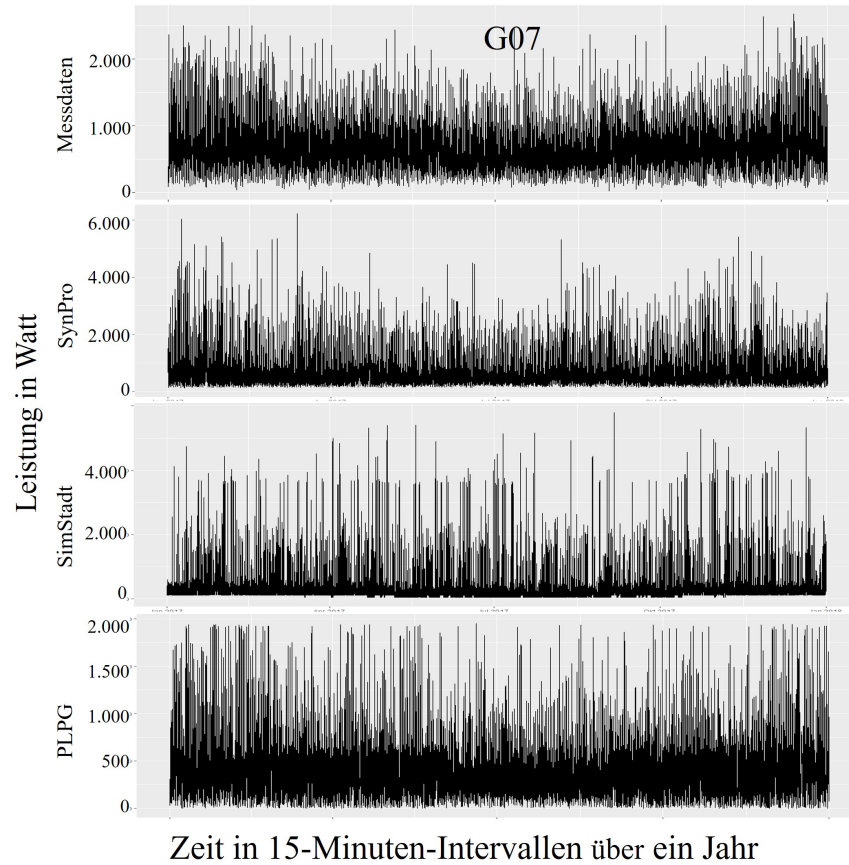 G07
Messdaten
2.000
1.000
0
SynPro
6.000
4.000
2.000
0
SimStadt
4.000
2.000
0
PLPG
2.000
1.500
1.000
500
0
Leistung in Watt
Zeit in 15-Minuten-Intervallen über ein Jahr